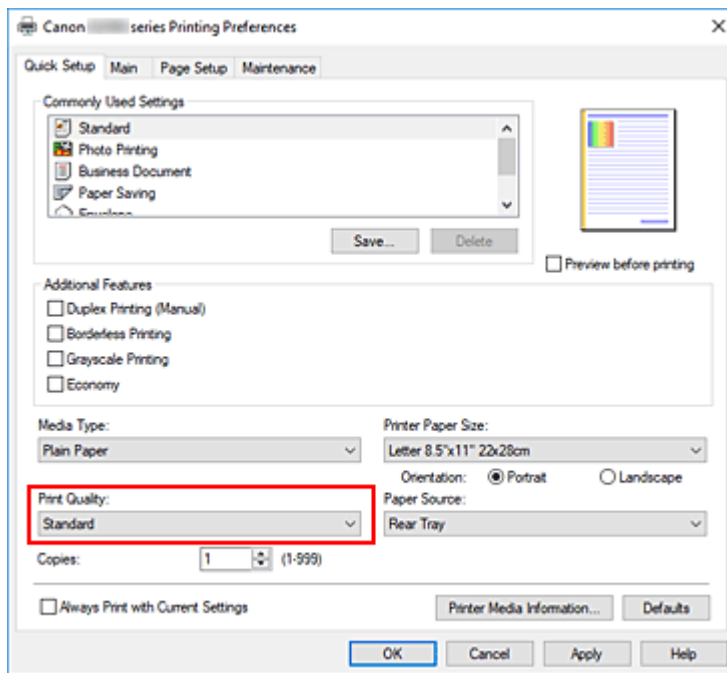 Canon series Printing Preferences
Quick Setup Main Page Setup Maintenance
Commonly Used Settings
Standard
Photo Printing
Business Document
Paper Saving
Save... Delete
Preview before printing
Additional Features
Duplex Printing (Manual)
Borderless Printing
Grayscale Printing
Economy
Media Type: Printer Paper Size:
Plain Paper Letter 8.5"x11" 22x28cm
Orientation: Portrait Landscape
Print Quality: Paper Source:
Standard Rear Tray
Copies: 1 (1-999)
Always Print with Current Settings Printer Media Information... Defaults
OK Cancel Apply Help